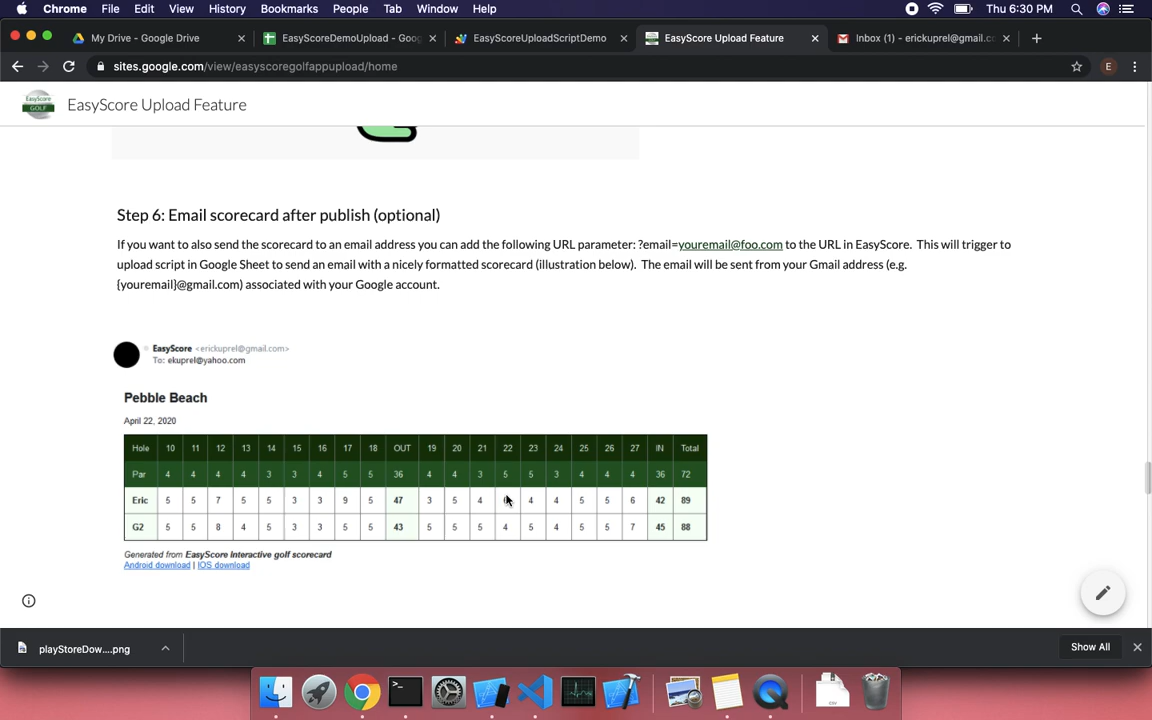 Chrome File Edit View History Bookmarks People Tab Window Help Thu 6:30 PM
My Drive - Google Drive EasyScoreDemoUpload - Goo EasyScoreUploadScriptDemo EasyScore Upload Feature Inbox (1) - erickuprel@gmail.c
sites.google.com/view/easyscoregolfappupload/home E
EasyScore GOLF EasyScore Upload Feature
Step 6: Email scorecard after publish (optional)
If you want to also send the scorecard to an email address you can add the following URL parameter: ?email=youremail@foo.com to the URL in EasyScore. This will trigger to
upload script in Google Sheet to send an email with a nicely formatted scorecard (illustration below). The email will be sent from your Gmail address (e.g.
{youremail}@gmail.com) associated with your Google account.
EasyScore <erickuprel@gmail.com>
To: ekuprel@yahoo.com
Pebble Beach
April 22, 2020
Hole 10 11 12 13 14 15 16 17 18 OUT 19 20 21 22 23 24 25 26 27 IN Total
Par 4 4 4 4 3 3 4 5 5 36 4 4 3 5 5 3 4 4 4 36 72
Eric 5 5 7 5 5 3 3 9 5 47 3 5 4 4 4 5 5 6 42 89
G2 5 5 8 4 5 3 3 5 5 43 5 5 5 4 5 4 5 5 7 45 88
Generated from EasyScore Interactive golf scorecard
Android download | IOS download
playStoreDow....png Show All